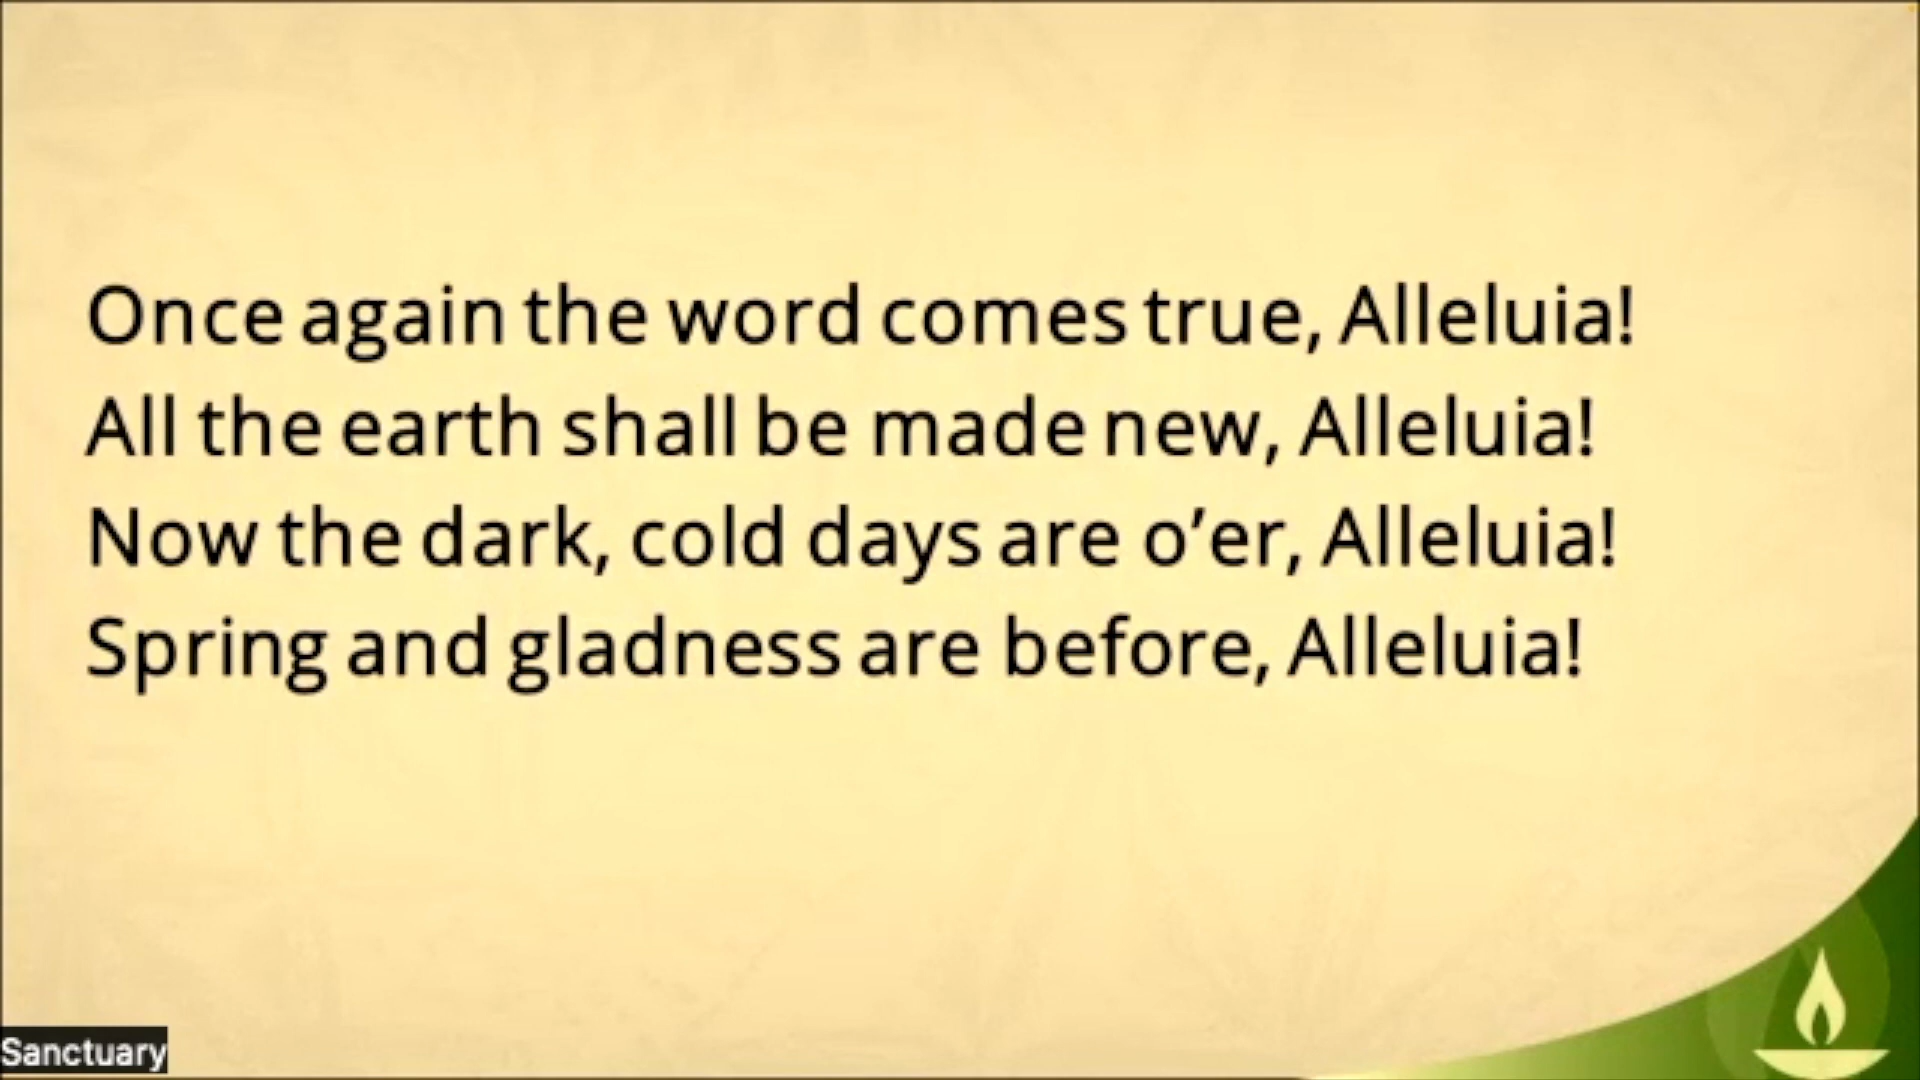 Once again the word comes true, Alleluia!
All the earth shall be made new, Alleluia!
Now the dark, cold days are o’er, Alleluia!
Spring and gladness are before, Alleluia!
Sanctuary